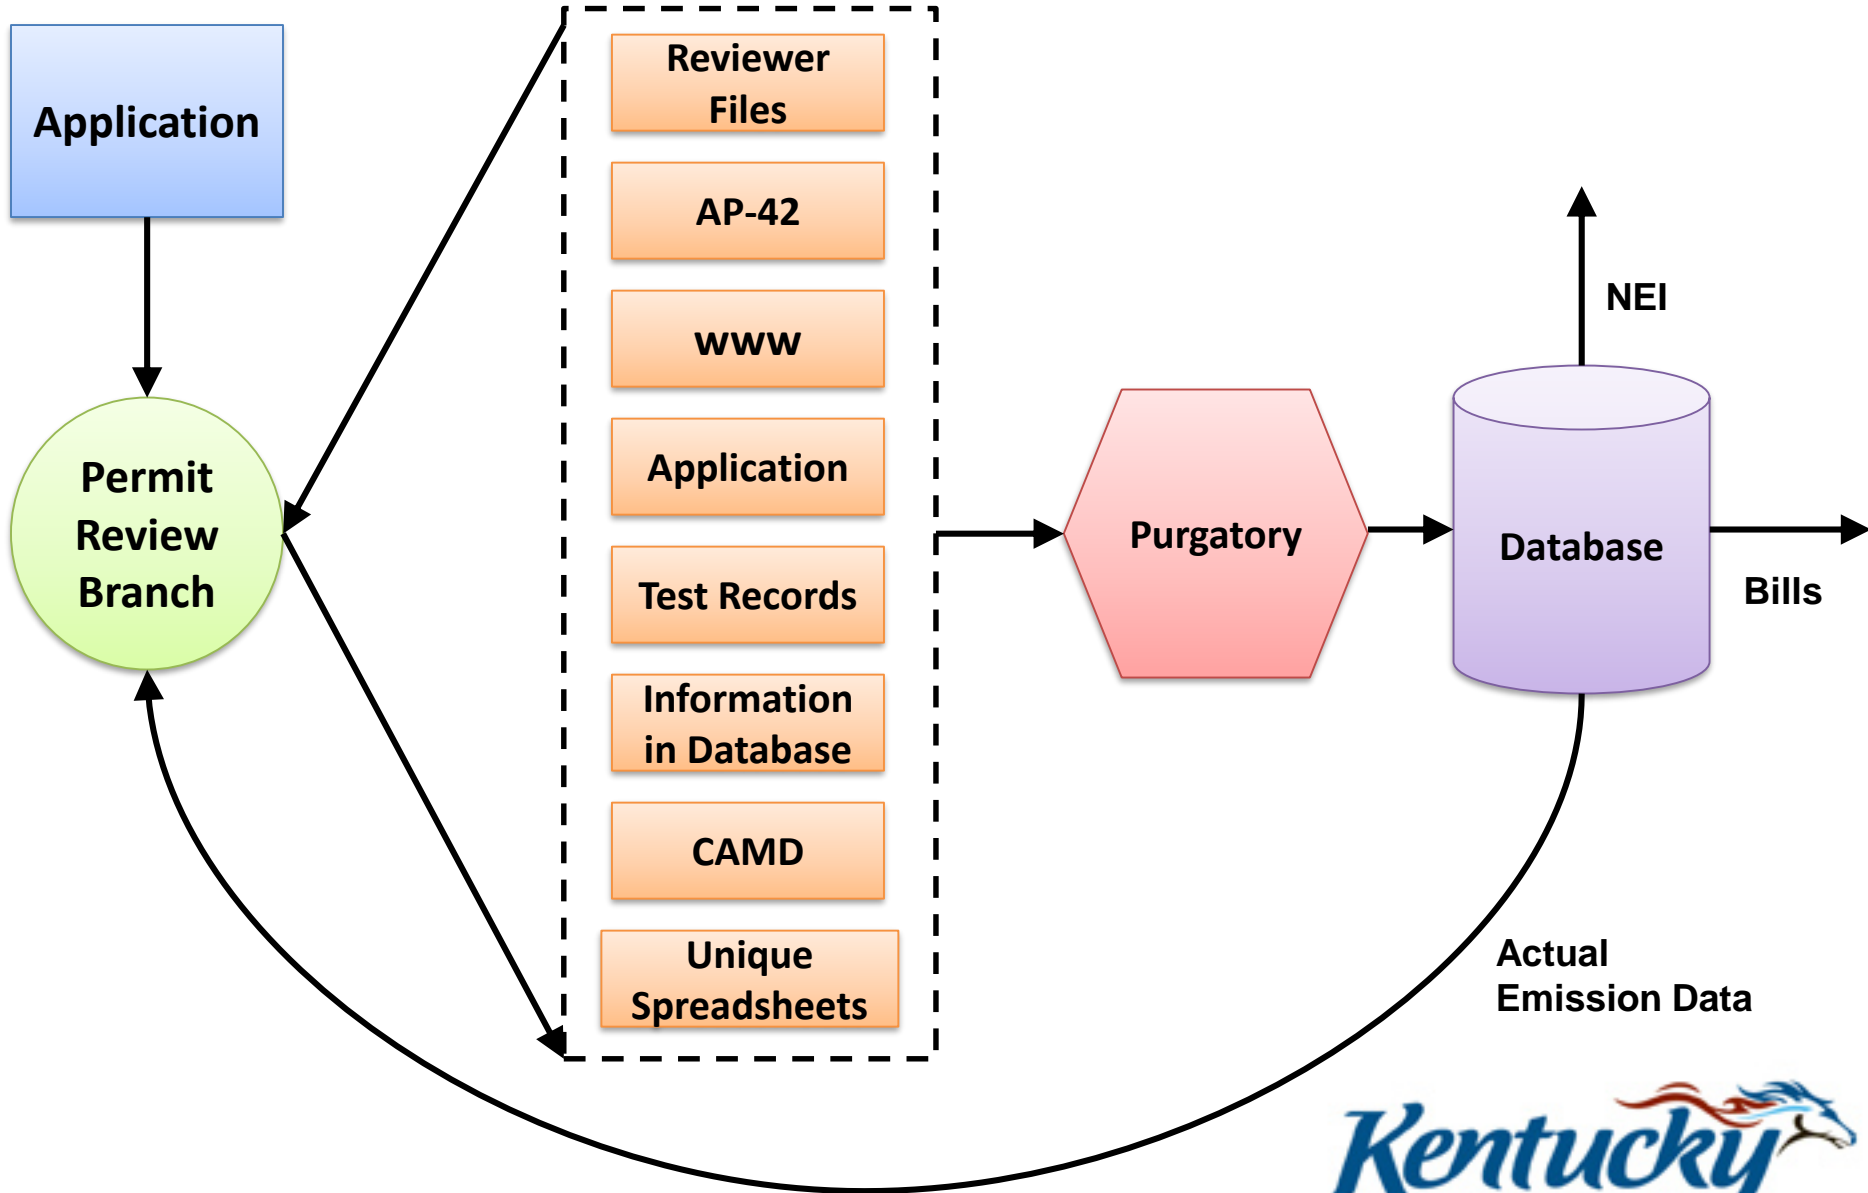 Application
Permit
Review
Branch
Reviewer
Files
AP-42
www
Application
Test Records
Information
in Database
CAMD
Unique
Spreadsheets
Purgatory
Database
NEI
Bills
Actual
Emission Data
Kentucky